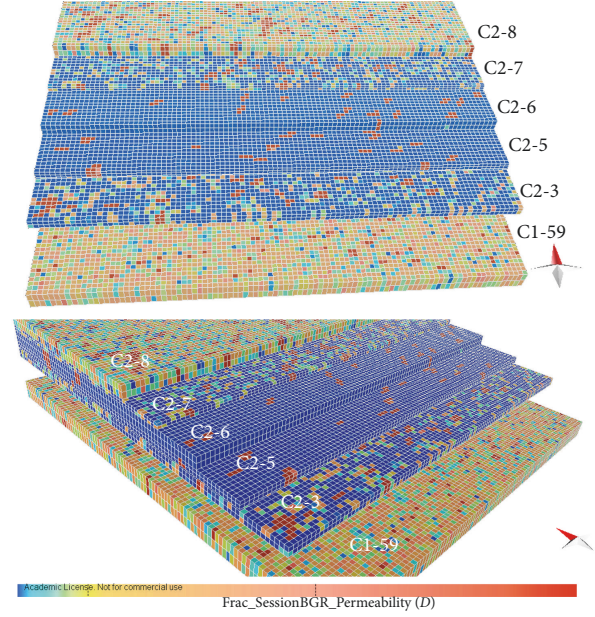 C2-8
C2-7
C2-6
C2-5
C2-3
C1-59
C2-8
C2-7
C2-6
C2-5
C2-3
C1-59
Academic License. Not for commercial use
Frac_SessionBGR_Permeability (D)